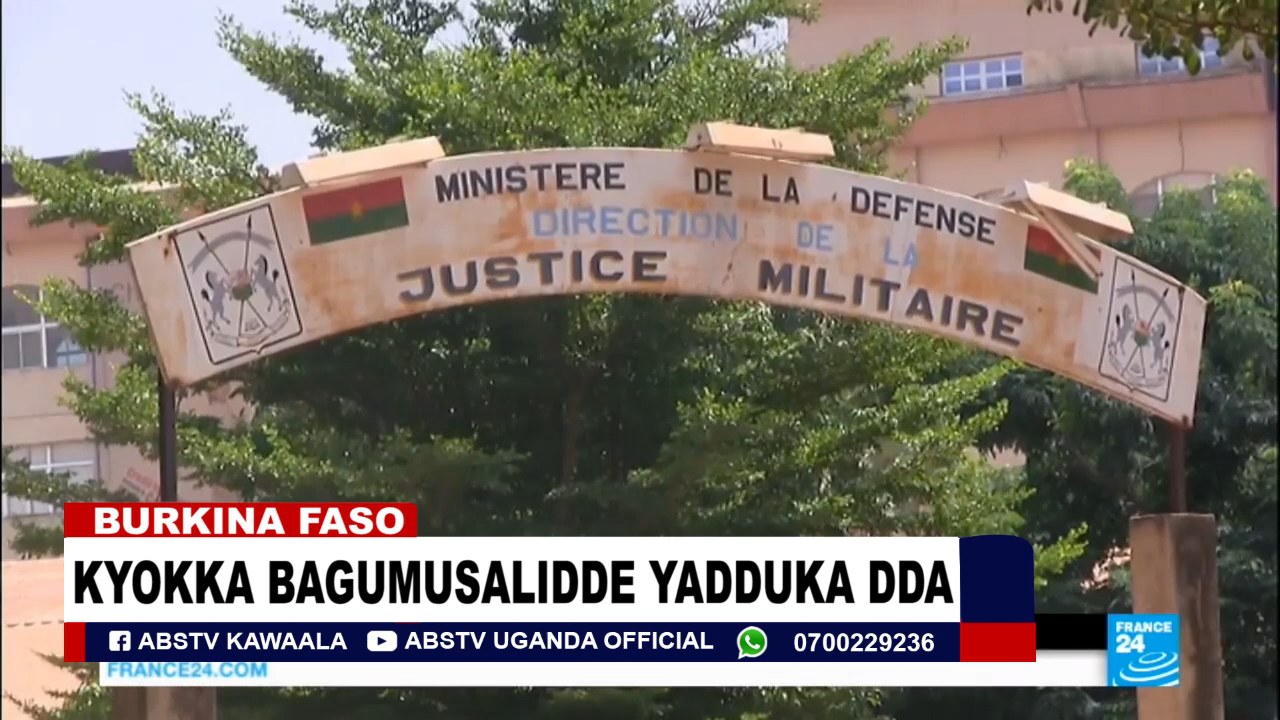 MINISTERE DE LA DEFENSE
DIRECTION DE LA
JUSTICE MILITAIRE
BURKINA FASO
KYOKKA BAGUMUSALIDDE YADDUKA DDA
ABSTV KAWAALA ABSTV UGANDA OFFICIAL 0700229236
FRANCE24.COM
FRANCE
24